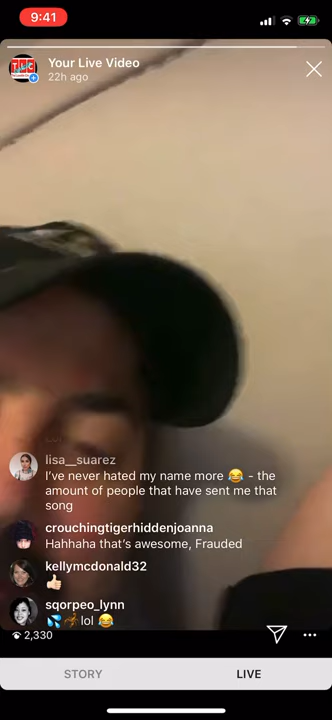 9:41
Your Live Video
22h ago
lisa__suarez
I've never hated my name more 😂 - the
amount of people that have sent me that
song
crouchingtigerhiddenjoanna
Hahhaha that's awesome, Frauded
kellymcdonald32
👍🏻
sqorpeo_lynn
💦🦂 lol 😂
2,330
STORY
LIVE